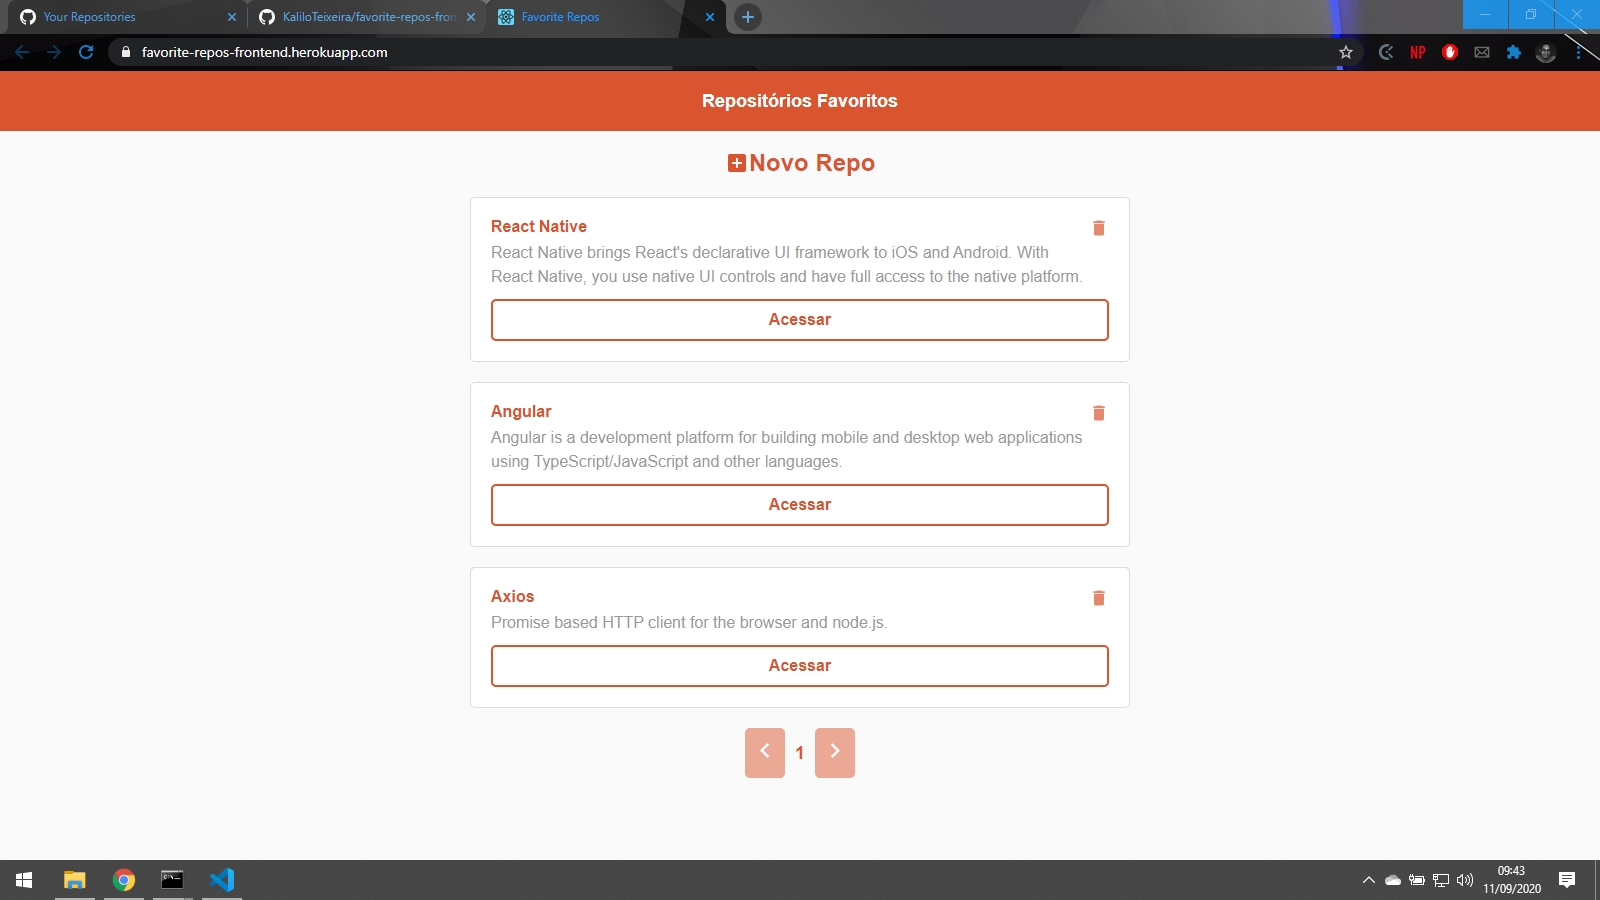 Your Repositories
KaliloTeixeira/favorite-repos-fron
Favorite Repos
favorite-repos-frontend.herokuapp.com
NP
Repositórios Favoritos
Novo Repo
React Native
React Native brings React's declarative UI framework to iOS and Android. With
React Native, you use native UI controls and have full access to the native platform.
Acessar
Angular
Angular is a development platform for building mobile and desktop web applications
using TypeScript/JavaScript and other languages.
Acessar
Axios
Promise based HTTP client for the browser and node.js.
Acessar
1
09:43
11/09/2020